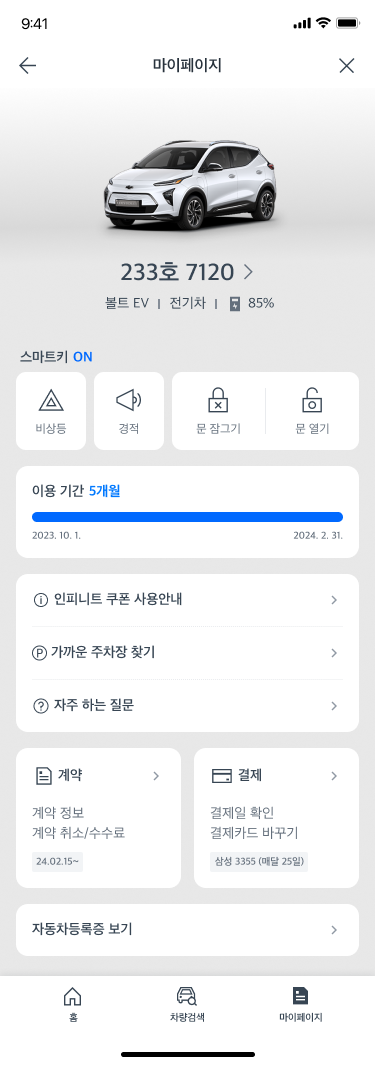 9:41
마이페이지
233호 7120
볼트 EV | 전기차 | 85%
스마트키 ON
비상등
경적
문 잠그기
문 열기
이용 기간 5개월
2023. 10. 1.
2024. 2. 31.
인피니트 쿠폰 사용안내
P 가까운 주차장 찾기
자주 하는 질문
계약
계약 정보
계약 취소/수수료
24.02.15~
결제
결제일 확인
결제카드 바꾸기
삼성 3355 (매달 25일)
자동차등록증 보기
홈
차량검색
마이페이지